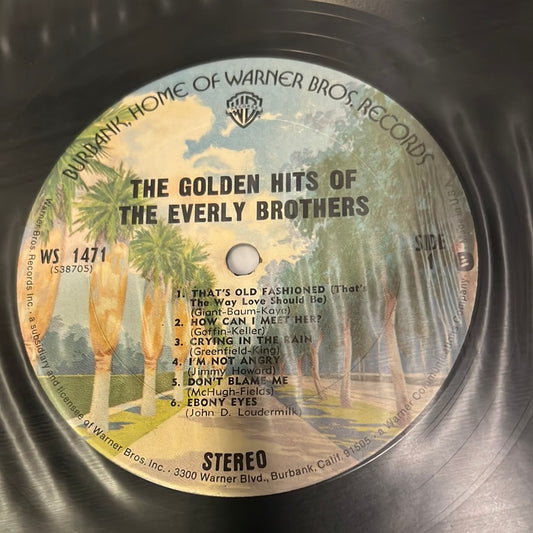 BURBANK, HOME OF WARNER BROS. RECORDS
THE GOLDEN HITS OF
THE EVERLY BROTHERS
WS 1471
(S38705)
SIDE
1
1. THAT'S OLD FASHIONED (That's
The Way Love Should Be)
(Giant-Baum-Kaye)
2. HOW CAN I MEET HER?
(Goffin-Keller)
3. CRYING IN THE RAIN
(Greenfield-King)
4. I'M NOT ANGRY
(Jimmy Howard)
5. DON'T BLAME ME
(McHugh-Fields)
6. EBONY EYES
(John D. Loudermilk)
STEREO
Warner Bros. Records Inc. • a subsidiary and licensee of Warner Bros. Inc. • 3300 Warner Blvd., Burbank, Calif. 91505 • a Warner